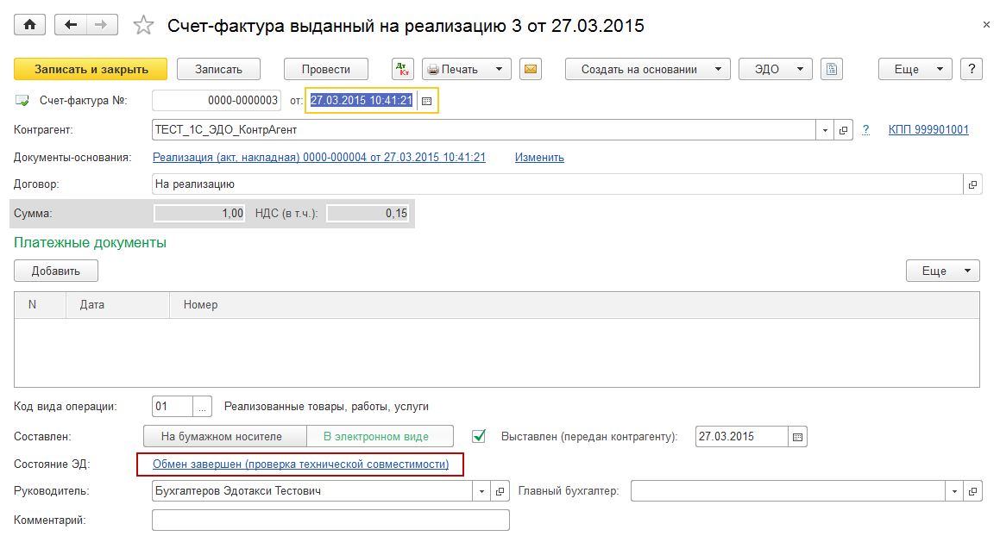 Счет-фактура выданный на реализацию 3 от 27.03.2015
Записать и закрыть Записать Провести Дт Кт Печать Создать на основании ЭДО Еще ?
Счет-фактура №: 0000-0000003 от: 27.03.2015 10:41:21
Контрагент: ТЕСТ_1С_ЭДО_КонтрАгент ? КПП 999901001
Документы-основания: Реализация (акт, накладная) 0000-000004 от 27.03.2015 10:41:21 Изменить
Договор: На реализацию
Сумма: 1,00 НДС (в т.ч.): 0,15
Платежные документы
Добавить Еще
N Дата Номер
Код вида операции: 01 ... Реализованные товары, работы, услуги
Составлен: На бумажном носителе В электронном виде Выставлен (передан контрагенту): 27.03.2015
Состояние ЭД: Обмен завершен (проверка технической совместимости)
Руководитель: Бухгалтеров Эдотакси Тестович Главный бухгалтер:
Комментарий: